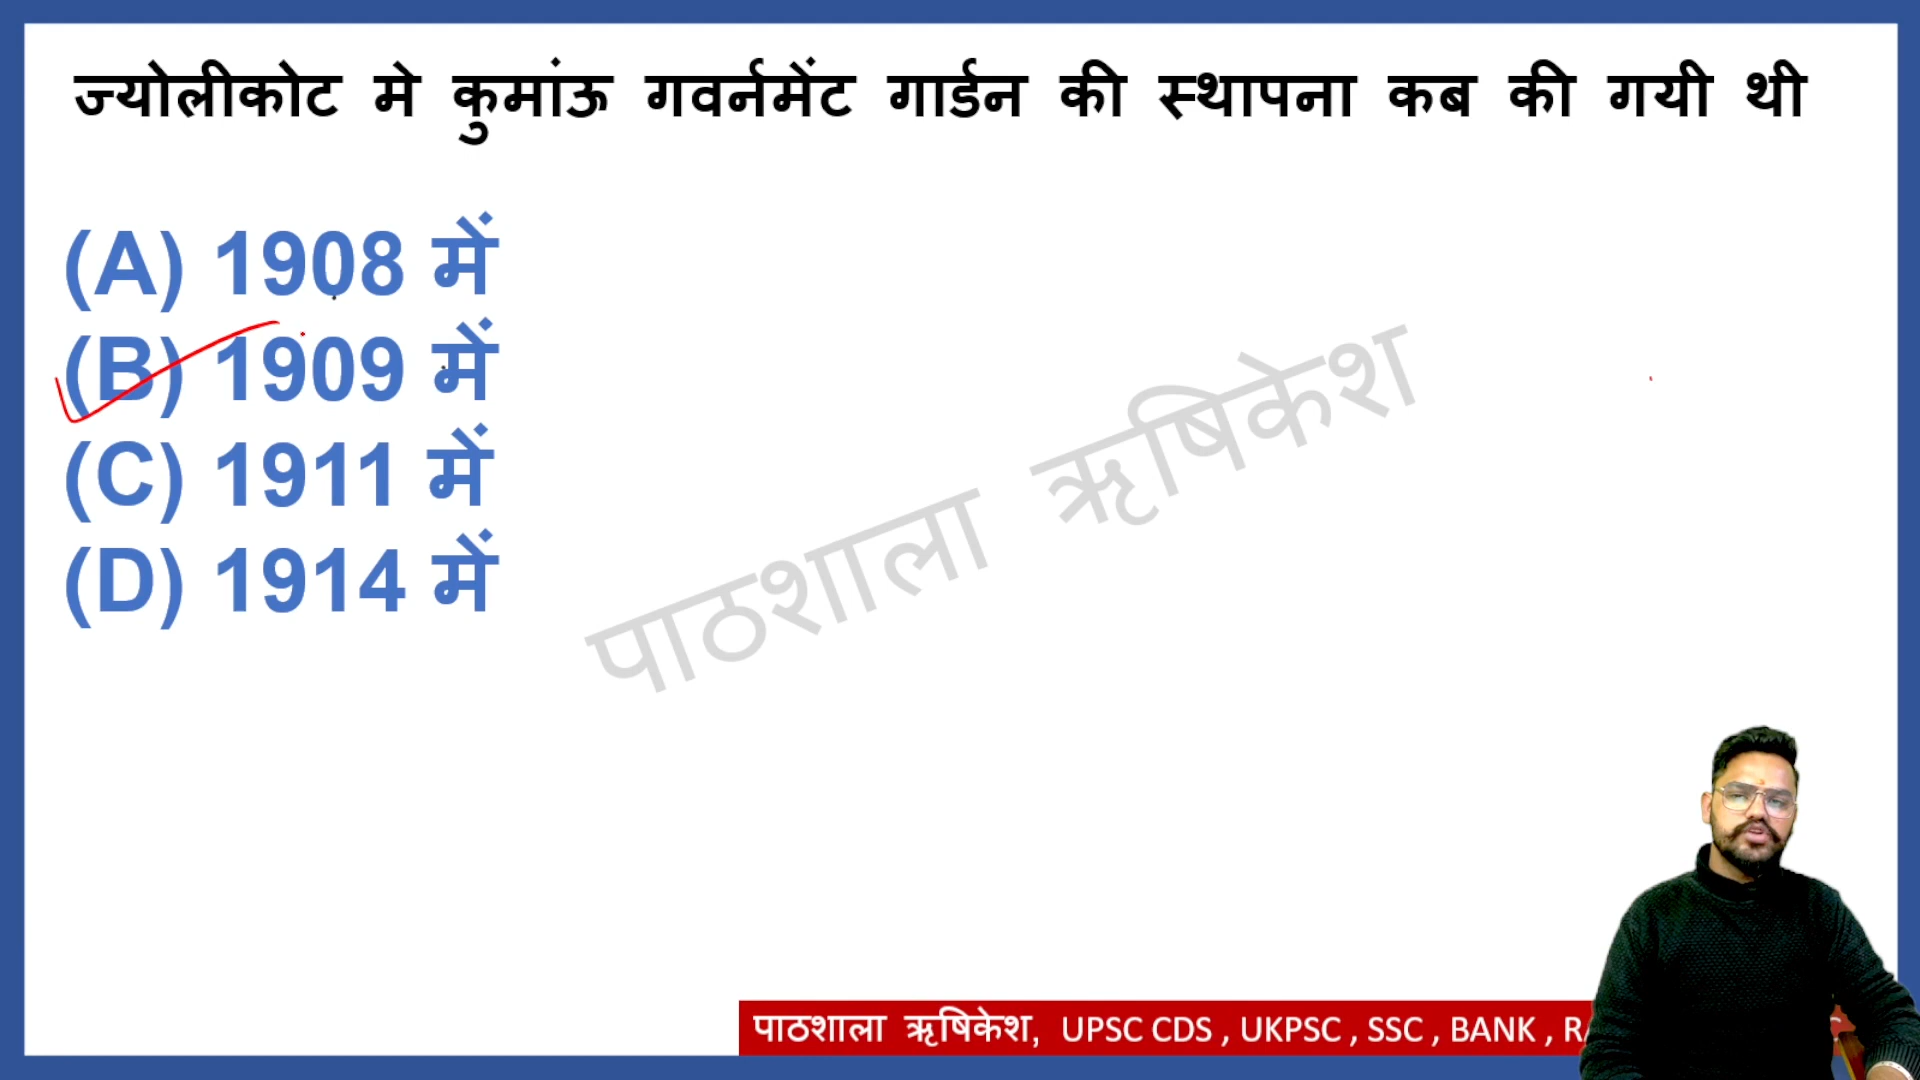 ज्योलीकोट मे कुमांऊ गवर्नमेंट गार्डन की स्थापना कब की गयी थी
(A) 1908 में
(B) 1909 में
(C) 1911 में
(D) 1914 में
पाठशाला ऋषिकेश
पाठशाला ऋषिकेश, UPSC CDS , UKPSC , SSC , BANK ,